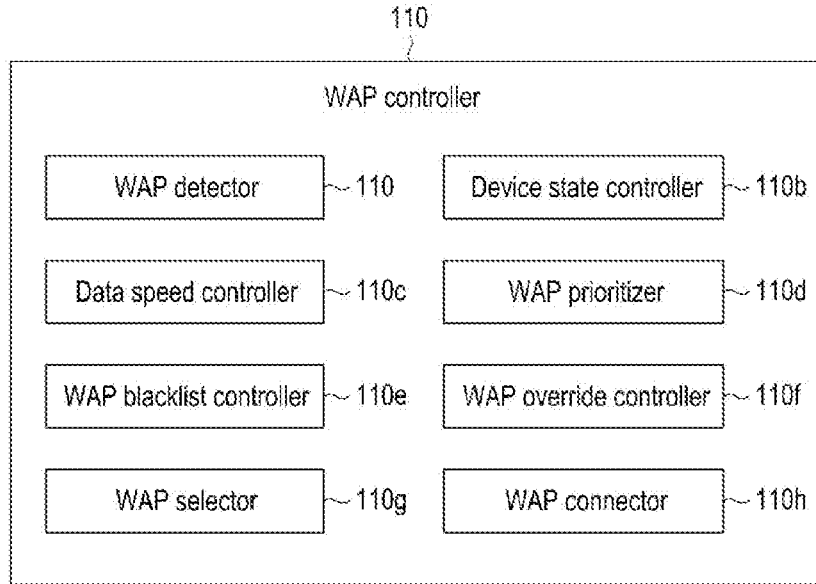 110
WAP controller
WAP detector 110 Device state controller 110b
Data speed controller 110c WAP prioritizer 110d
WAP blacklist controller 110e WAP override controller 110f
WAP selector 110g WAP connector 110h